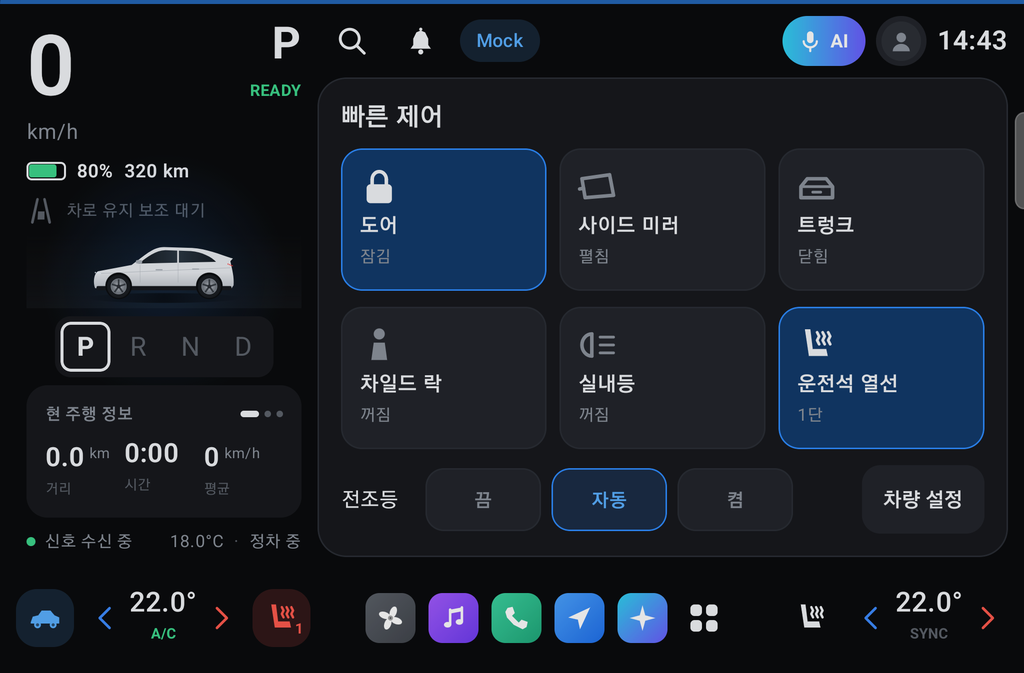 0
P
READY
km/h
80% 320 km
차로 유지 보조 대기
P R N D
현 주행 정보
0.0 km 0:00 0 km/h
거리 시간 평균
신호 수신 중 18.0°C · 정차 중
Mock
AI
14:43
빠른 제어
도어
잠김
사이드 미러
펼침
트렁크
닫힘
차일드 락
꺼짐
실내등
꺼짐
운전석 열선
1단
전조등 끔 자동 켬 차량 설정
22.0°
A/C
1
22.0°
SYNC